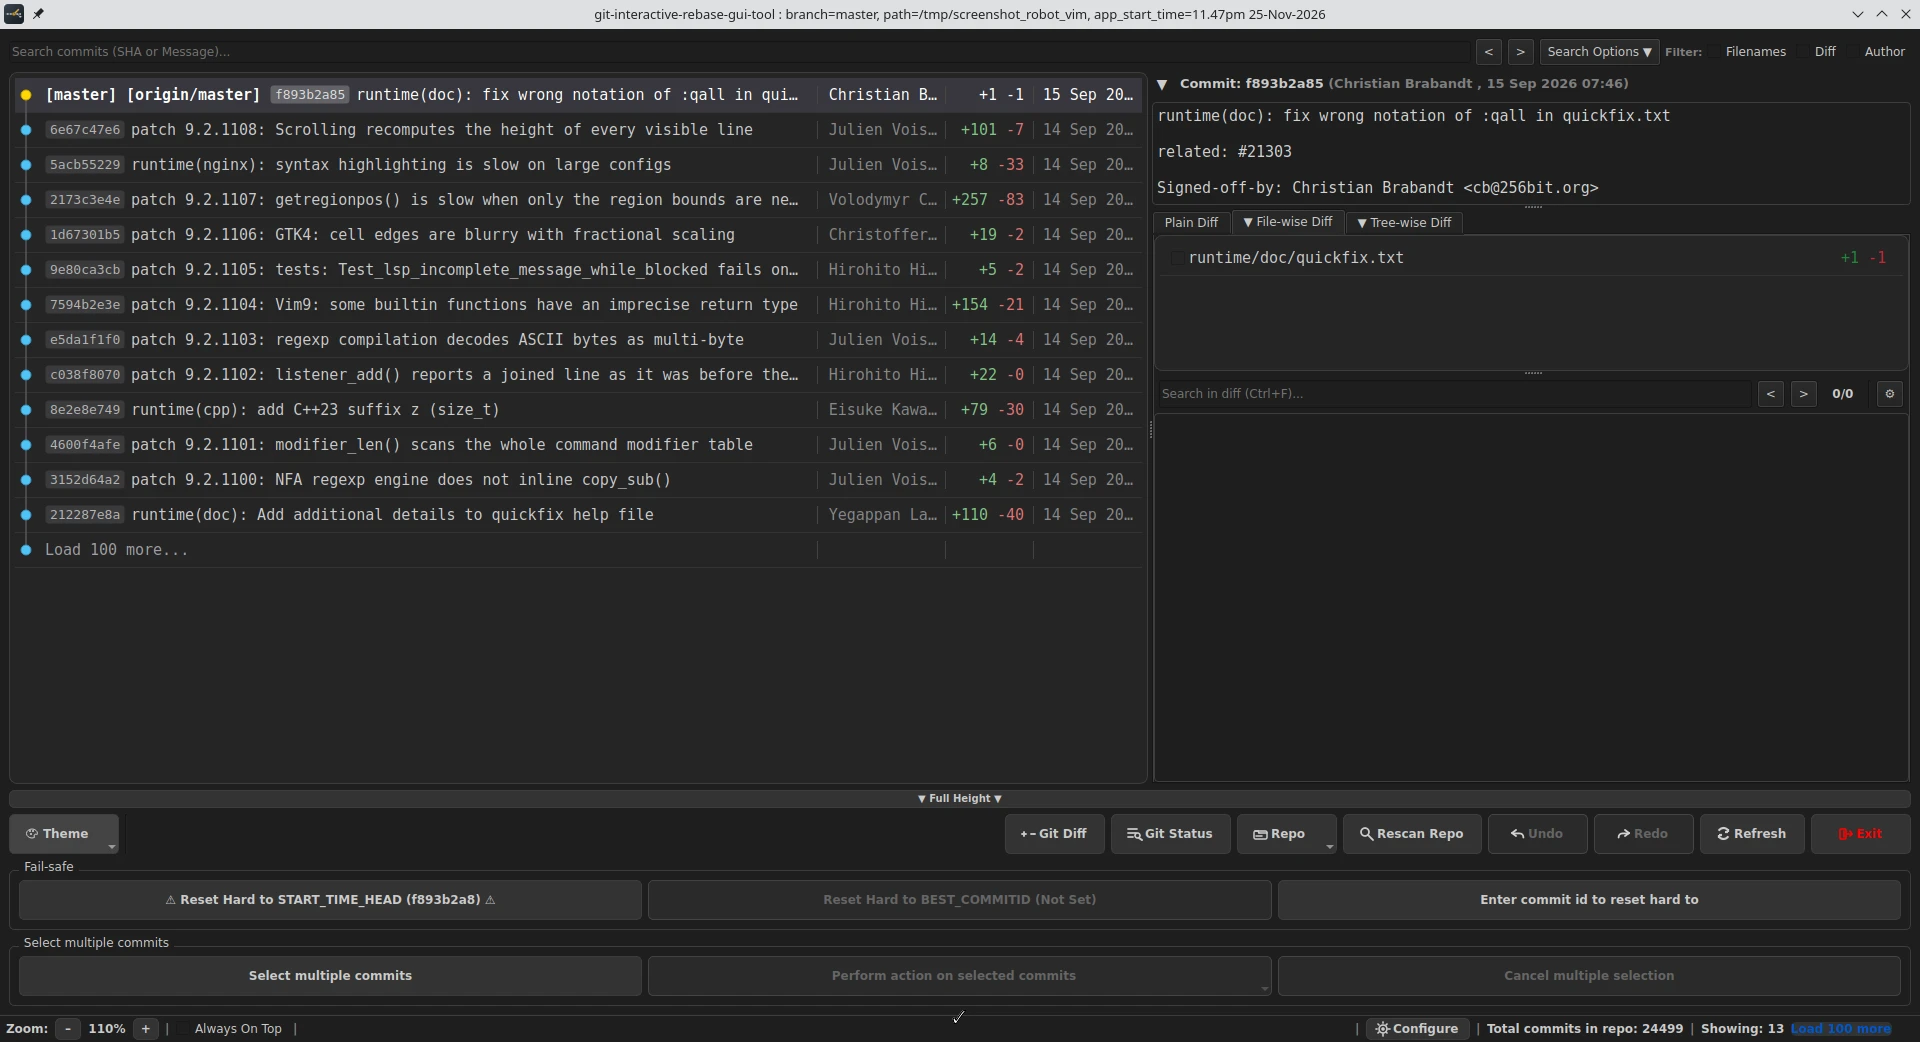 git-interactive-rebase-gui-tool : branch=master, path=/tmp/screenshot_robot_vim, app_start_time=11.47pm 25-Nov-2026
Search commits (SHA or Message)... < > Search Options ▼ Filter: Filenames Diff Author
[master] [origin/master] f893b2a85 runtime(doc): fix wrong notation of :qall in qui… Christian B… +1 -1 15 Sep 20…
6e67c47e6 patch 9.2.1108: Scrolling recomputes the height of every visible line Julien Vois… +101 -7 14 Sep 20…
5acb55229 runtime(nginx): syntax highlighting is slow on large configs Julien Vois… +8 -33 14 Sep 20…
2173c3e4e patch 9.2.1107: getregionpos() is slow when only the region bounds are ne… Volodymyr C… +257 -83 14 Sep 20…
1d67301b5 patch 9.2.1106: GTK4: cell edges are blurry with fractional scaling Christoffer… +19 -2 14 Sep 20…
9e80ca3cb patch 9.2.1105: tests: Test_lsp_incomplete_message_while_blocked fails on… Hirohito Hi… +5 -2 14 Sep 20…
7594b2e3e patch 9.2.1104: Vim9: some builtin functions have an imprecise return type Hirohito Hi… +154 -21 14 Sep 20…
e5da1f1f0 patch 9.2.1103: regexp compilation decodes ASCII bytes as multi-byte Julien Vois… +14 -4 14 Sep 20…
c038f8070 patch 9.2.1102: listener_add() reports a joined line as it was before the… Hirohito Hi… +22 -0 14 Sep 20…
8e2e8e749 runtime(cpp): add C++23 suffix z (size_t) Eisuke Kawa… +79 -30 14 Sep 20…
4600f4afe patch 9.2.1101: modifier_len() scans the whole command modifier table Julien Vois… +6 -0 14 Sep 20…
3152d64a2 patch 9.2.1100: NFA regexp engine does not inline copy_sub() Julien Vois… +4 -2 14 Sep 20…
212287e8a runtime(doc): Add additional details to quickfix help file Yegappan La… +110 -40 14 Sep 20…
Load 100 more...
▼ Commit: f893b2a85 (Christian Brabandt , 15 Sep 2026 07:46)
runtime(doc): fix wrong notation of :qall in quickfix.txt
related: #21303
Signed-off-by: Christian Brabandt <cb@256bit.org>
Plain Diff ▼ File-wise Diff ▼ Tree-wise Diff
runtime/doc/quickfix.txt +1 -1
Search in diff (Ctrl+F)... < > 0/0 ⚙
▼ Full Height ▼
Theme Git Diff Git Status Repo Rescan Repo Undo Redo Refresh Exit
Fail-safe
⚠ Reset Hard to START_TIME_HEAD (f893b2a8) ⚠ Reset Hard to BEST_COMMITID (Not Set) Enter commit id to reset hard to
Select multiple commits
Select multiple commits Perform action on selected commits Cancel multiple selection
Zoom: - 110% + | Always On Top | | Configure | Total commits in repo: 24499 | Showing: 13 Load 100 more